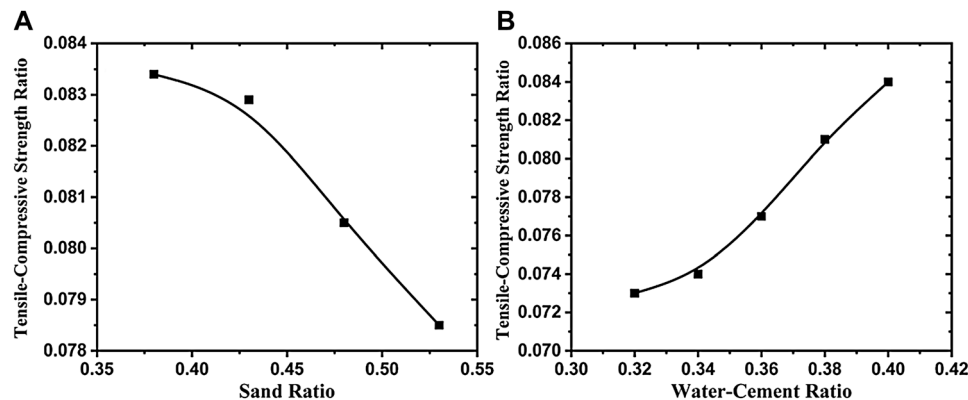 A
Tensile-Compressive Strength Ratio
0.084
0.083
0.082
0.081
0.080
0.079
0.078
0.35 0.40 0.45 0.50 0.55
Sand Ratio
B
Tensile-Compressive Strength Ratio
0.086
0.084
0.082
0.080
0.078
0.076
0.074
0.072
0.070
0.30 0.32 0.34 0.36 0.38 0.40 0.42
Water-Cement Ratio